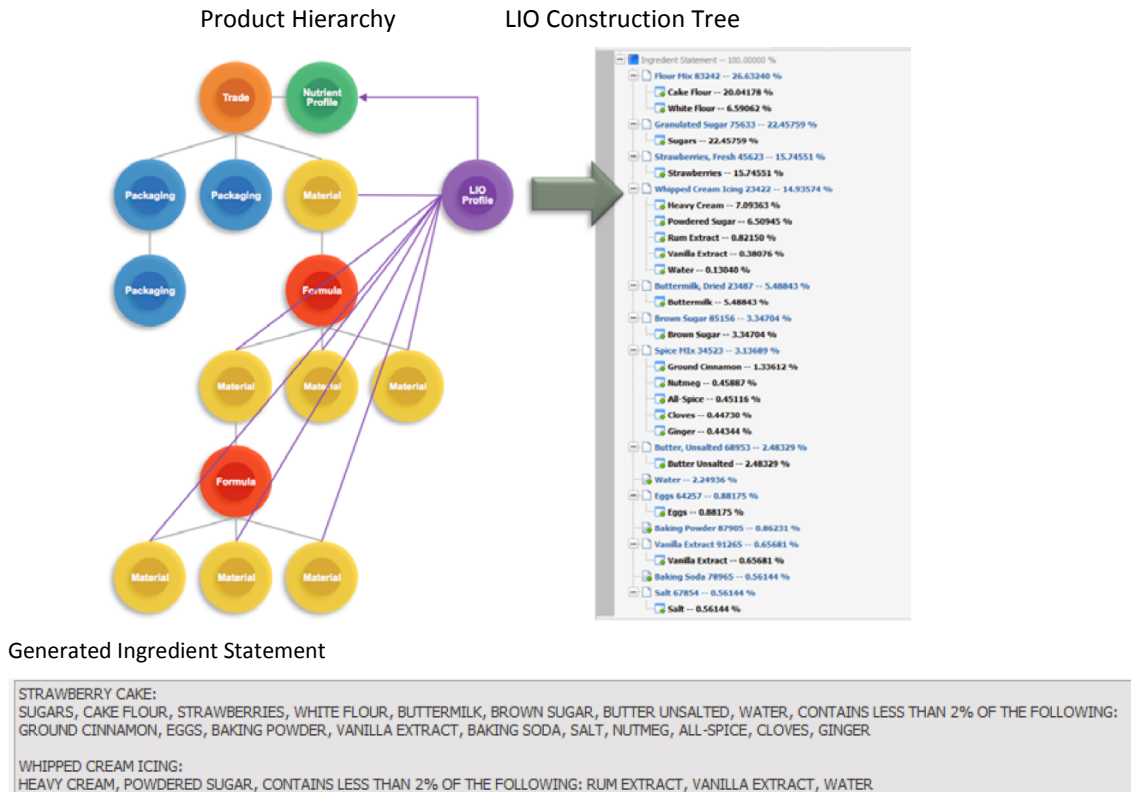 Product Hierarchy
LIO Construction Tree
Trade
Nutrient
Profile
Packaging
Packaging
Material
LIO
Profile
Packaging
Formula
Material
Material
Material
Formula
Material
Material
Material
Ingredient Statement -- 100.00000 %
Flour Mix 83242 -- 26.63240 %
Cake Flour -- 20.04178 %
White Flour -- 6.59062 %
Granulated Sugar 75633 -- 22.45759 %
Sugars -- 22.45759 %
Strawberries, Fresh 45623 -- 15.74551 %
Strawberries -- 15.74551 %
Whipped Cream Icing 23422 -- 14.93574 %
Heavy Cream -- 7.09363 %
Powdered Sugar -- 6.50945 %
Rum Extract -- 0.82150 %
Vanilla Extract -- 0.38076 %
Water -- 0.13040 %
Buttermilk, Dried 23487 -- 5.48843 %
Buttermilk -- 5.48843 %
Brown Sugar 85156 -- 3.34704 %
Brown Sugar -- 3.34704 %
Spice MIx 34523 -- 3.13689 %
Ground Cinnamon -- 1.33612 %
Nutmeg -- 0.45887 %
All-Spice -- 0.45116 %
Cloves -- 0.44730 %
Ginger -- 0.44344 %
Butter, Unsalted 68953 -- 2.48329 %
Butter Unsalted -- 2.48329 %
Water -- 2.24936 %
Eggs 64257 -- 0.88175 %
Eggs -- 0.88175 %
Baking Powder 87905 -- 0.86231 %
Vanilla Extract 91265 -- 0.65681 %
Vanilla Extract -- 0.65681 %
Baking Soda 78965 -- 0.56144 %
Salt 67854 -- 0.56144 %
Salt -- 0.56144 %
Generated Ingredient Statement
STRAWBERRY CAKE:
SUGARS, CAKE FLOUR, STRAWBERRIES, WHITE FLOUR, BUTTERMILK, BROWN SUGAR, BUTTER UNSALTED, WATER, CONTAINS LESS THAN 2% OF THE FOLLOWING:
GROUND CINNAMON, EGGS, BAKING POWDER, VANILLA EXTRACT, BAKING SODA, SALT, NUTMEG, ALL-SPICE, CLOVES, GINGER
WHIPPED CREAM ICING:
HEAVY CREAM, POWDERED SUGAR, CONTAINS LESS THAN 2% OF THE FOLLOWING: RUM EXTRACT, VANILLA EXTRACT, WATER